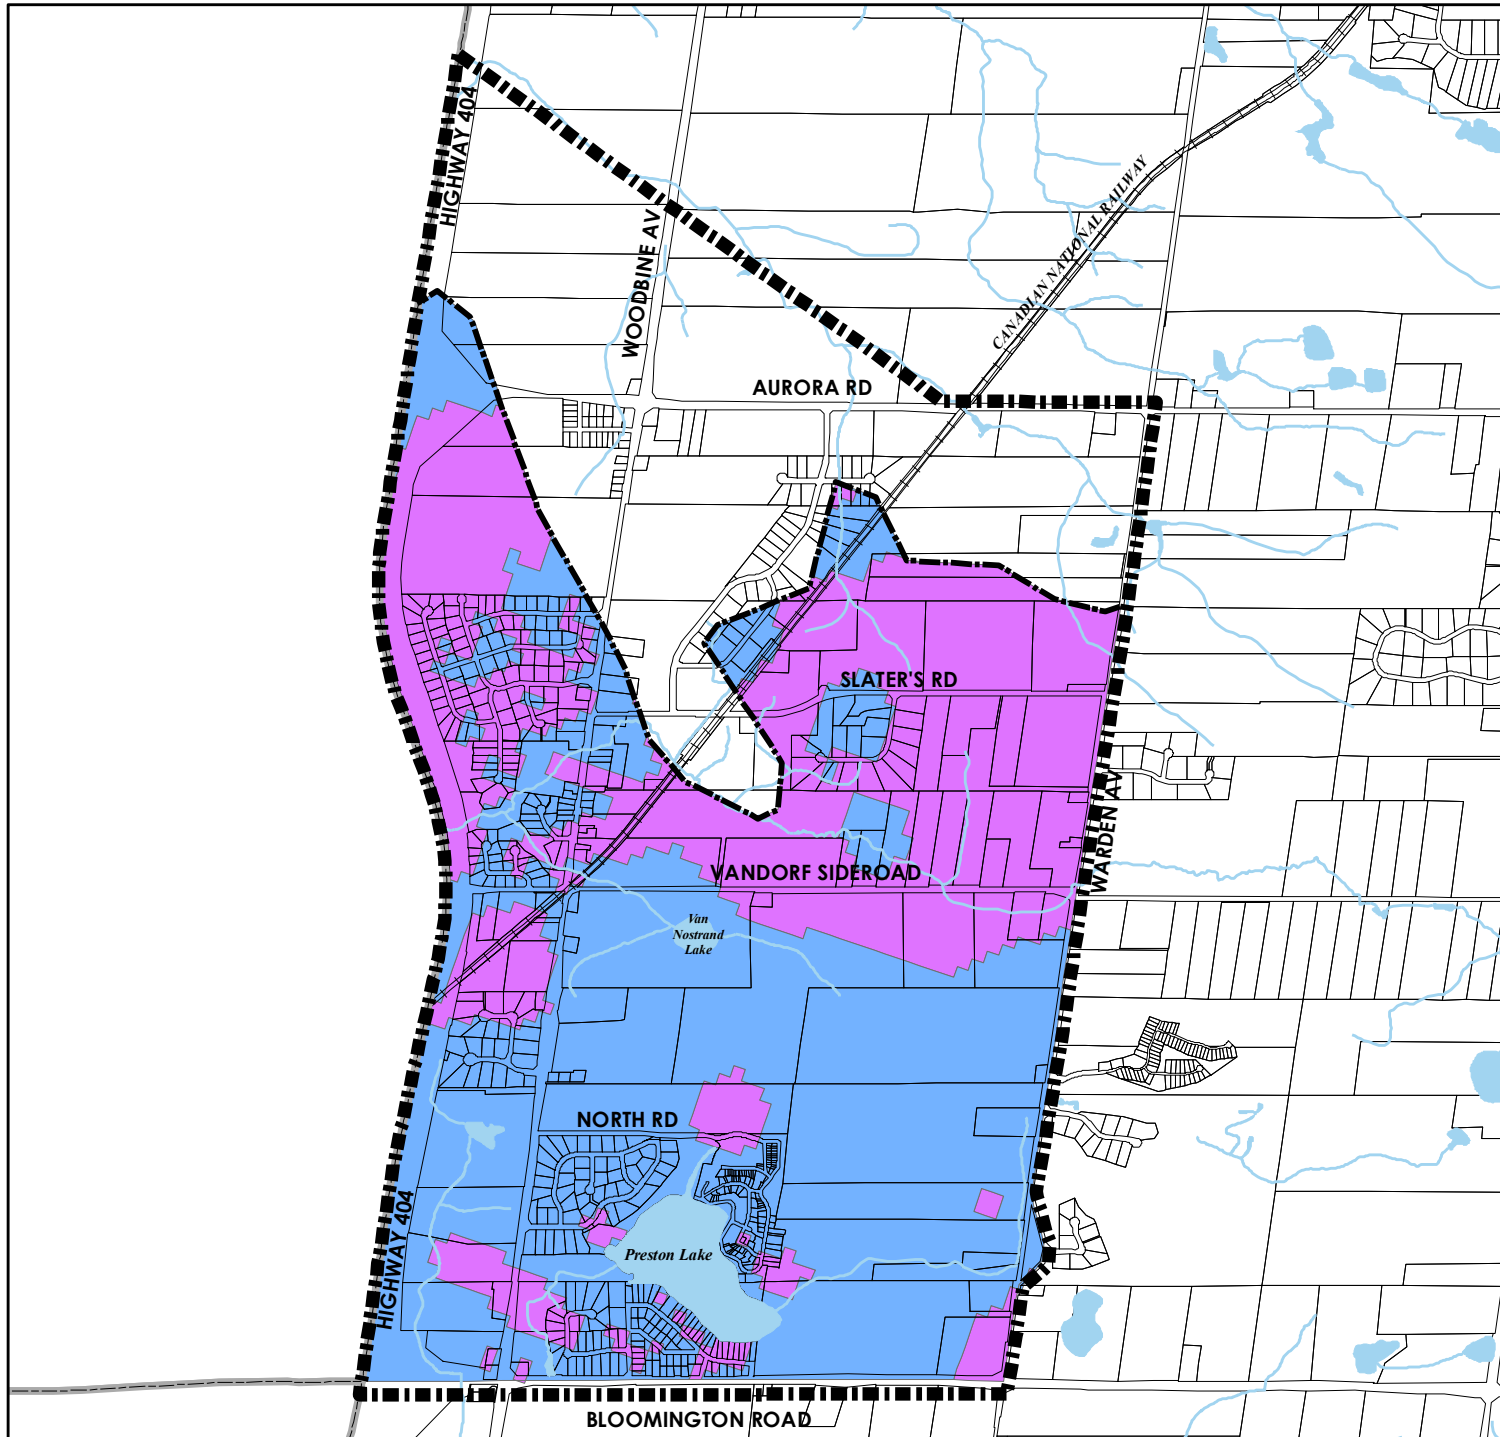 HIGHWAY 404
WOODBINE AV
CANADIAN NATIONAL RAILWAY
AURORA RD
SLATER'S RD
WARDEN AV
VANDORF SIDEROAD
Van
Nostrand
Lake
NORTH RD
HIGHWAY 404
Preston Lake
BLOOMINGTON ROAD